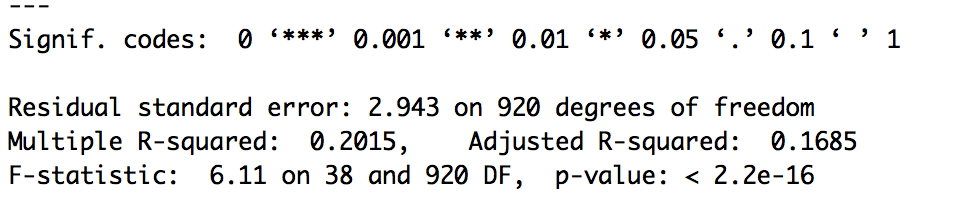 ---
Signif. codes:  0 ‘***’ 0.001 ‘**’ 0.01 ‘*’ 0.05 ‘.’ 0.1 ‘ ’ 1
Residual standard error: 2.943 on 920 degrees of freedom
Multiple R-squared:  0.2015,    Adjusted R-squared:  0.1685
F-statistic:  6.11 on 38 and 920 DF,  p-value: < 2.2e-16